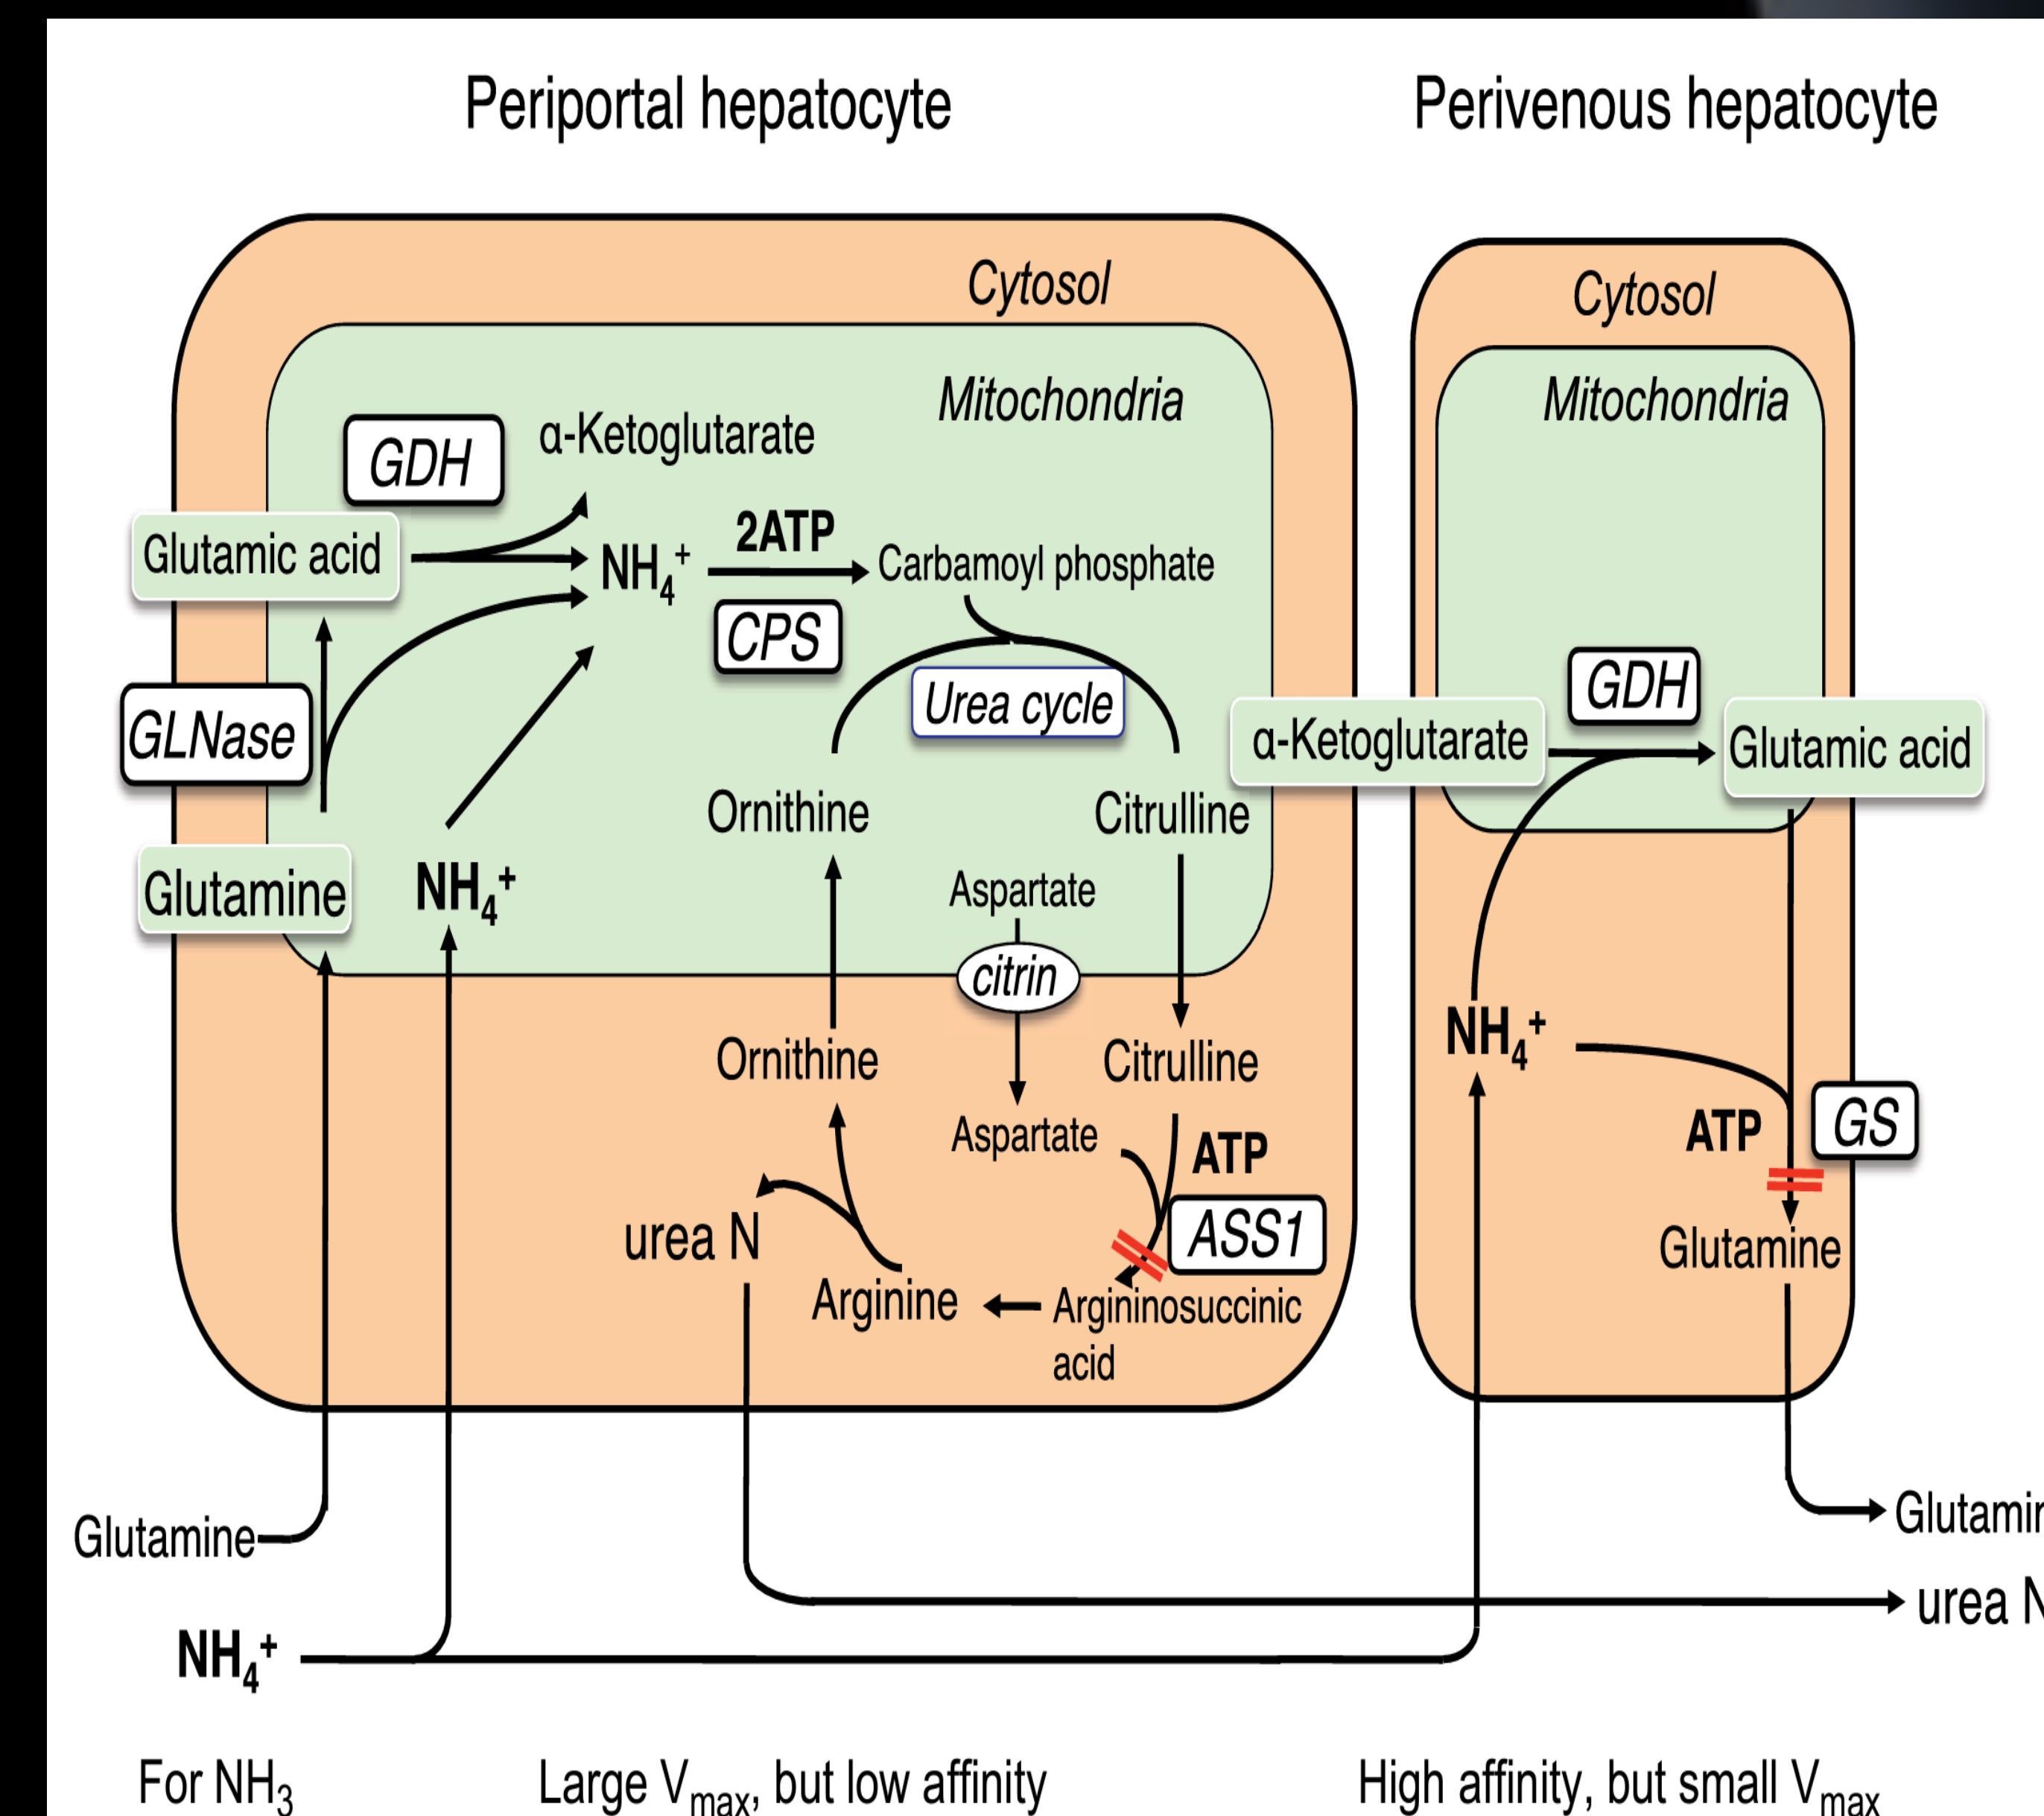 Periportal hepatocyte
Perivenous hepatocyte
Cytosol
Cytosol
Mitochondria
Mitochondria
GDH
α-Ketoglutarate
Glutamic acid
NH₄⁺
2ATP
CPS
Carbamoyl phosphate
GLNase
Urea cycle
GDH
α-Ketoglutarate
Glutamic acid
Ornithine
Citrulline
Glutamine
NH₄⁺
Aspartate
citrin
Ornithine
Citrulline
NH₄⁺
Aspartate
ATP
ATP
GS
urea N
ASS1
Glutamine
Arginine
Argininosuccinic
acid
Glutamine
Glutamin
urea N
NH₄⁺
For NH₃
Large Vmax, but low affinity
High affinity, but small Vmax